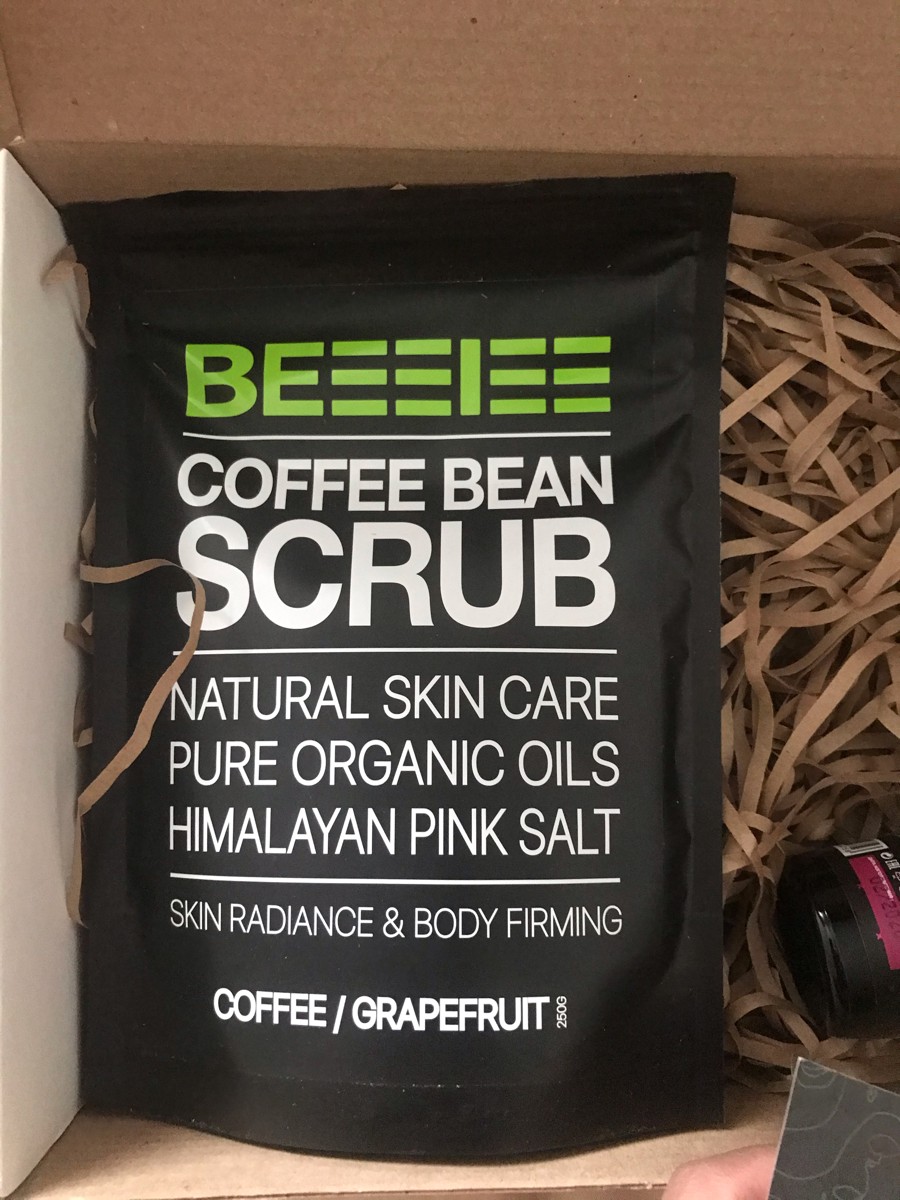 BEEEIEE
COFFEE BEAN
SCRUB
NATURAL SKIN CARE
PURE ORGANIC OILS
HIMALAYAN PINK SALT
SKIN RADIANCE & BODY FIRMING
COFFEE / GRAPEFRUIT 250G